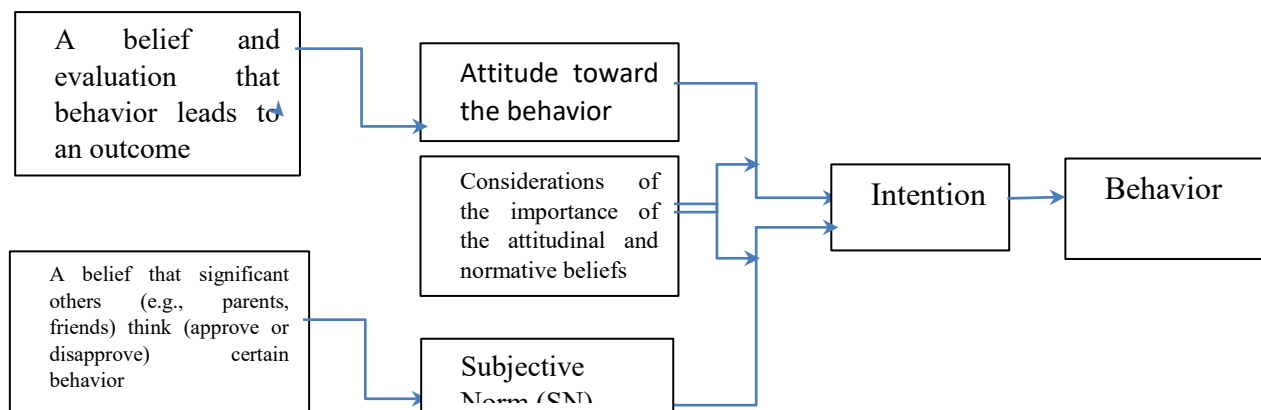 A belief and
evaluation that
behavior leads to
an outcome
Attitude toward
the behavior
Considerations of
the importance of
the attitudinal and
normative beliefs
Intention
Behavior
A belief that significant
others (e.g., parents,
friends) think (approve or
disapprove) certain
behavior
Subjective
Norm (SN)